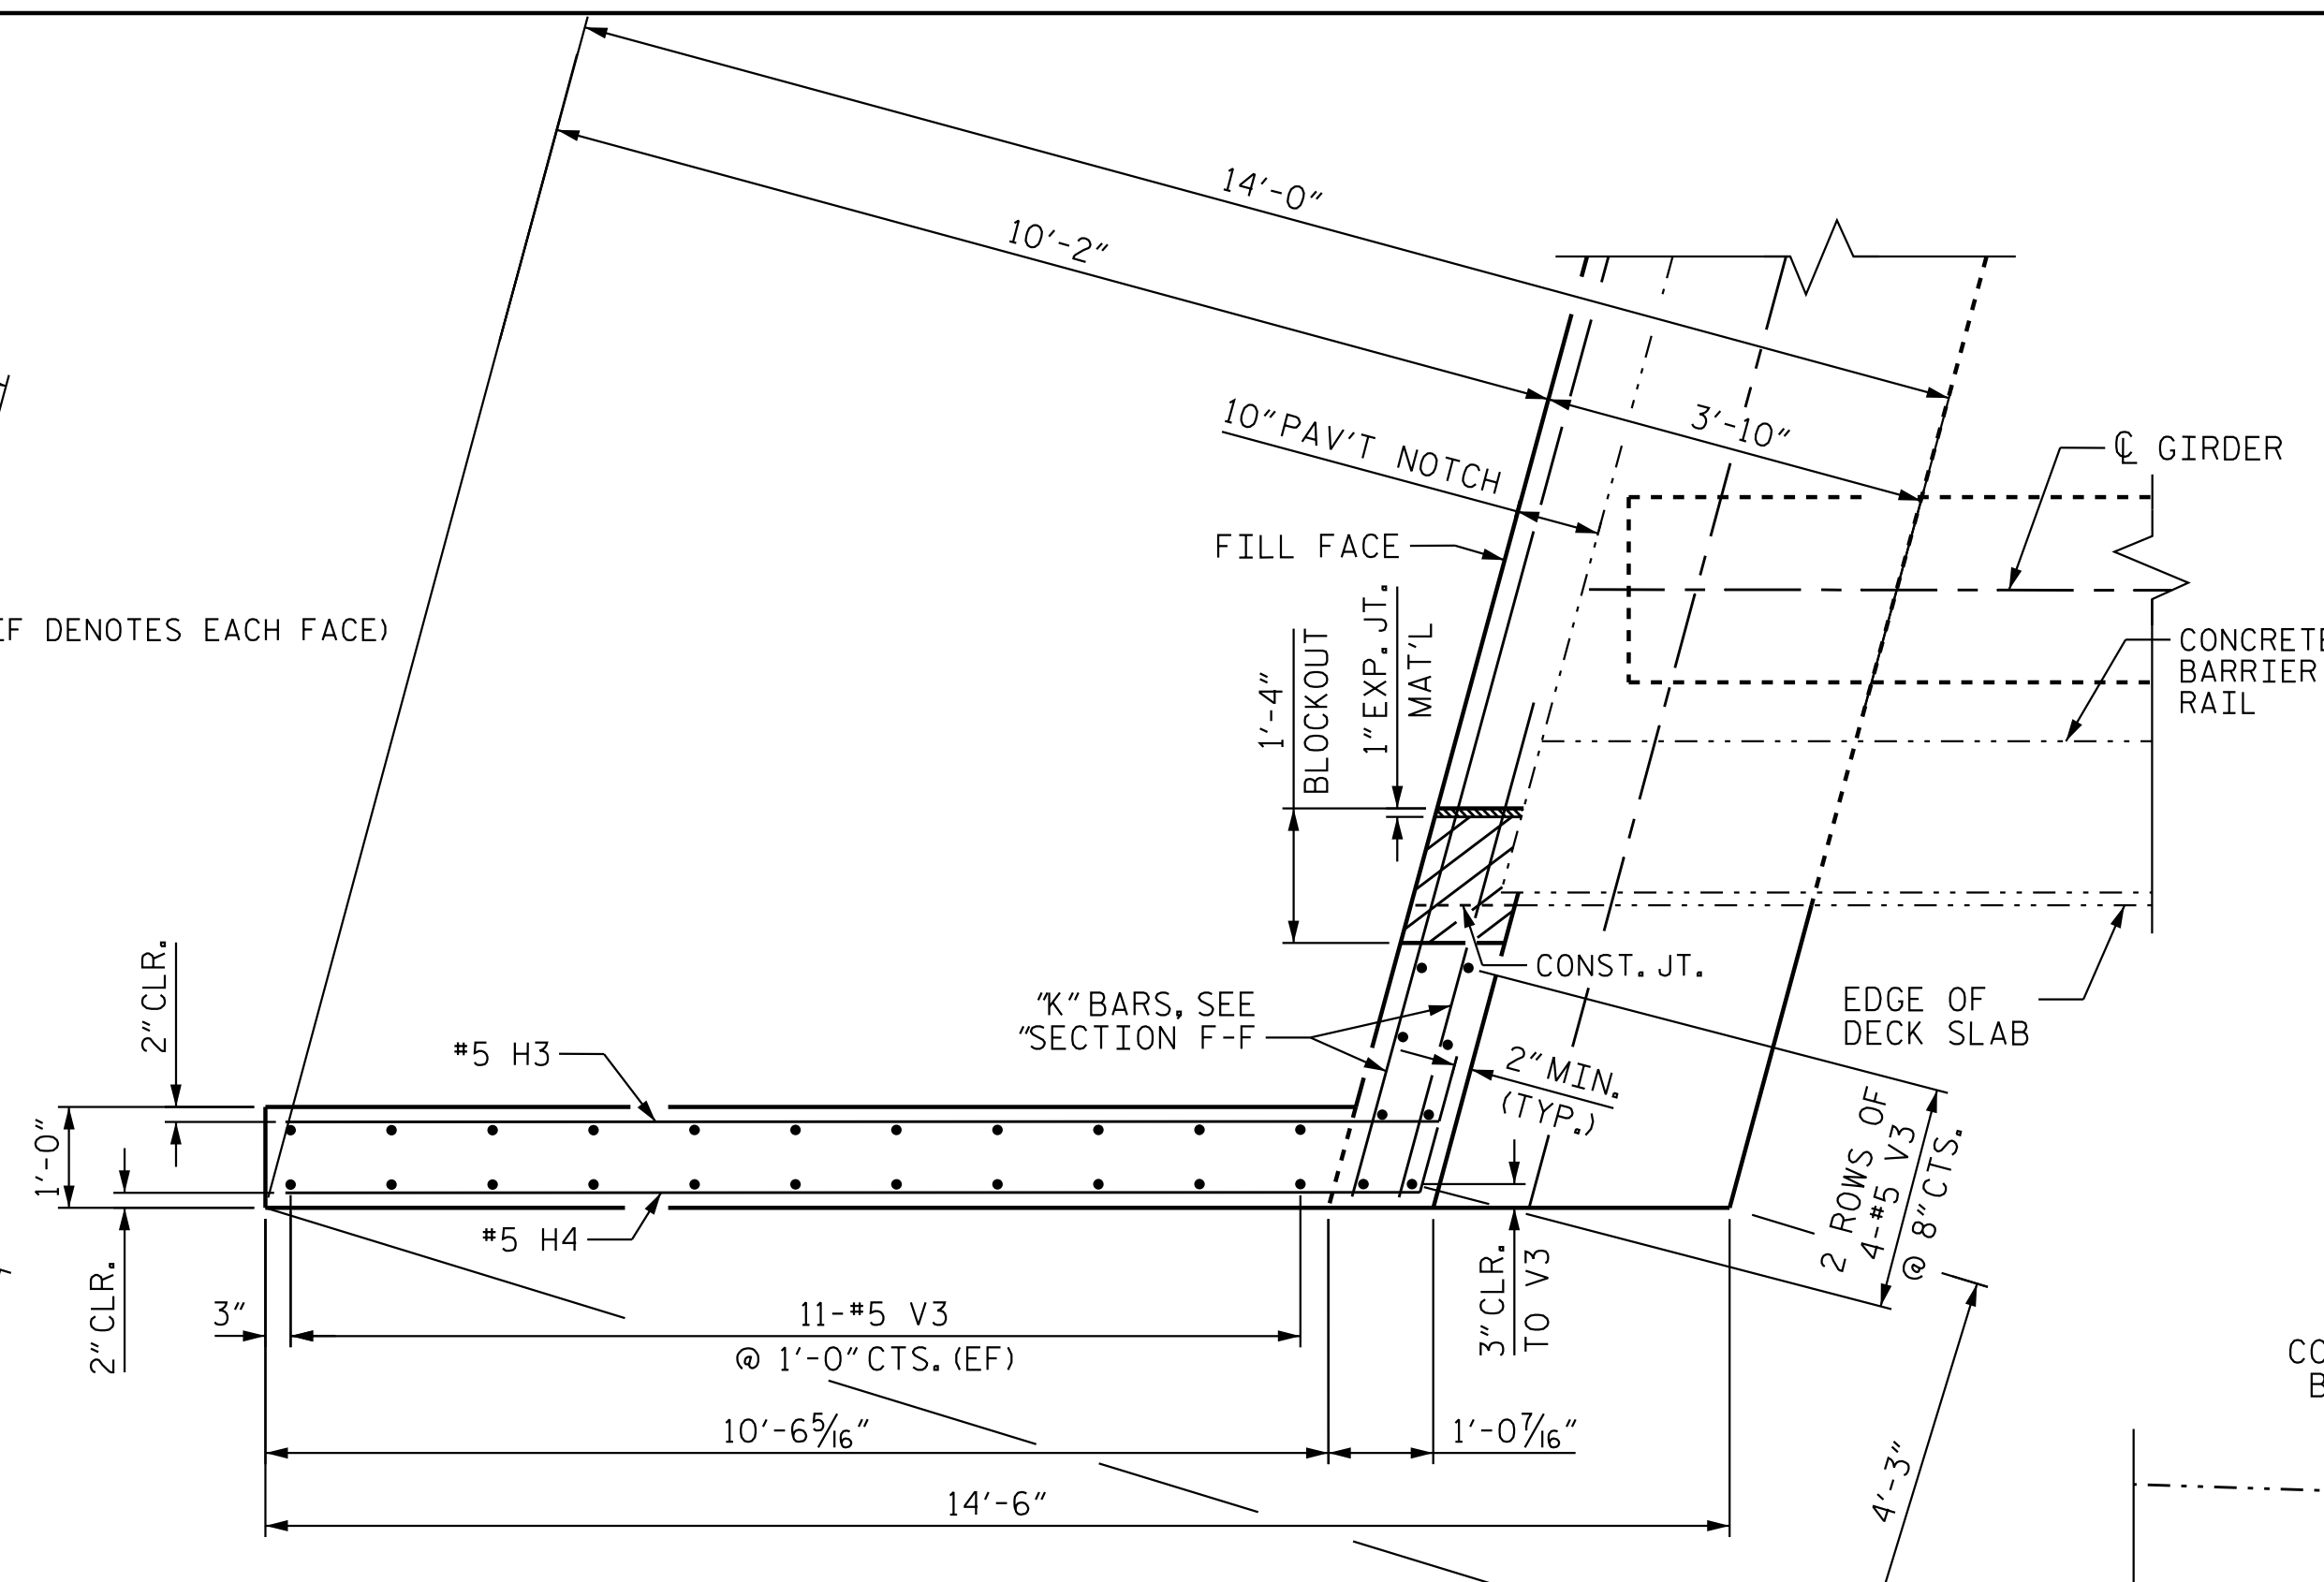 14'-0"
10'-2"
3'-10"
10" PAV'T NOTCH
℄ GIRDER
FILL FACE
1" EXP. JT.
MAT'L
1'-4"
BLOCKOUT
EF DENOTES EACH FACE)
CONCRETE
BARRIER
RAIL
CONST. JT.
"K" BARS, SEE
"SECTION F-F
EDGE OF
DECK SLAB
2" CLR.
#5 H3
2" MIN.
(TYP.)
1'-0"
2 ROWS OF
4-#5 V3
@ 8" CTS.
#5 H4
2" CLR.
3"
11-#5 V3
@ 1'-0" CTS. (EF)
3" CLR.
TO V3
10'-6 5/16"
1'-0 7/16"
14'-6"
4'-3"